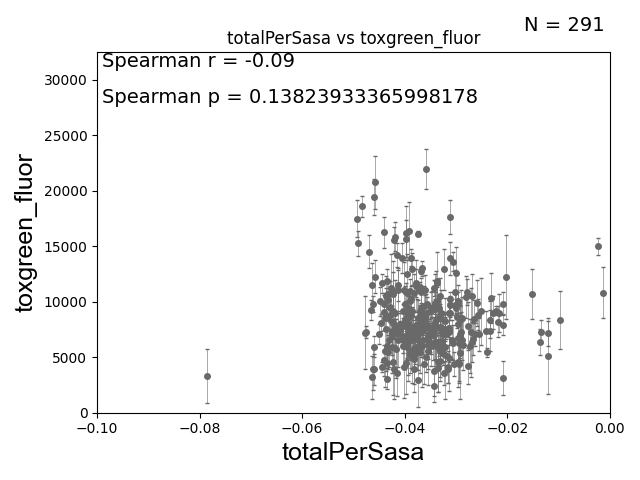 N = 291
totalPerSasa vs toxgreen_fluor
Spearman r = -0.09
Spearman p = 0.13823933365998178
toxgreen_fluor
30000
25000
20000
15000
10000
5000
0
−0.10 −0.08 −0.06 −0.04 −0.02 0.00
totalPerSasa